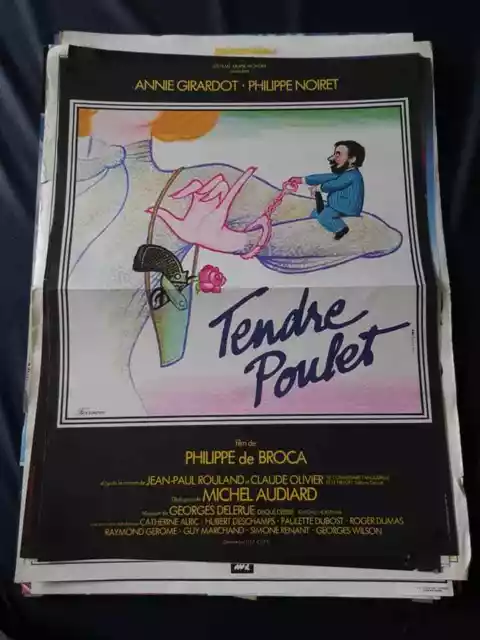 ANNIE GIRARDOT · PHILIPPE NOIRET
Tendre
Poulet
Film de
PHILIPPE de BROCA
JEAN-PAUL ROULAND et CLAUDE OLIVIER
MICHEL AUDIARD
GEORGES DELERUE
CATHERINE ALRIC · HUBERT DESCHAMPS · PAULETTE DUBOST · ROGER DUMAS
RAYMOND GEROME · GUY MARCHAND · SIMONE RENANT · GEORGES WILSON